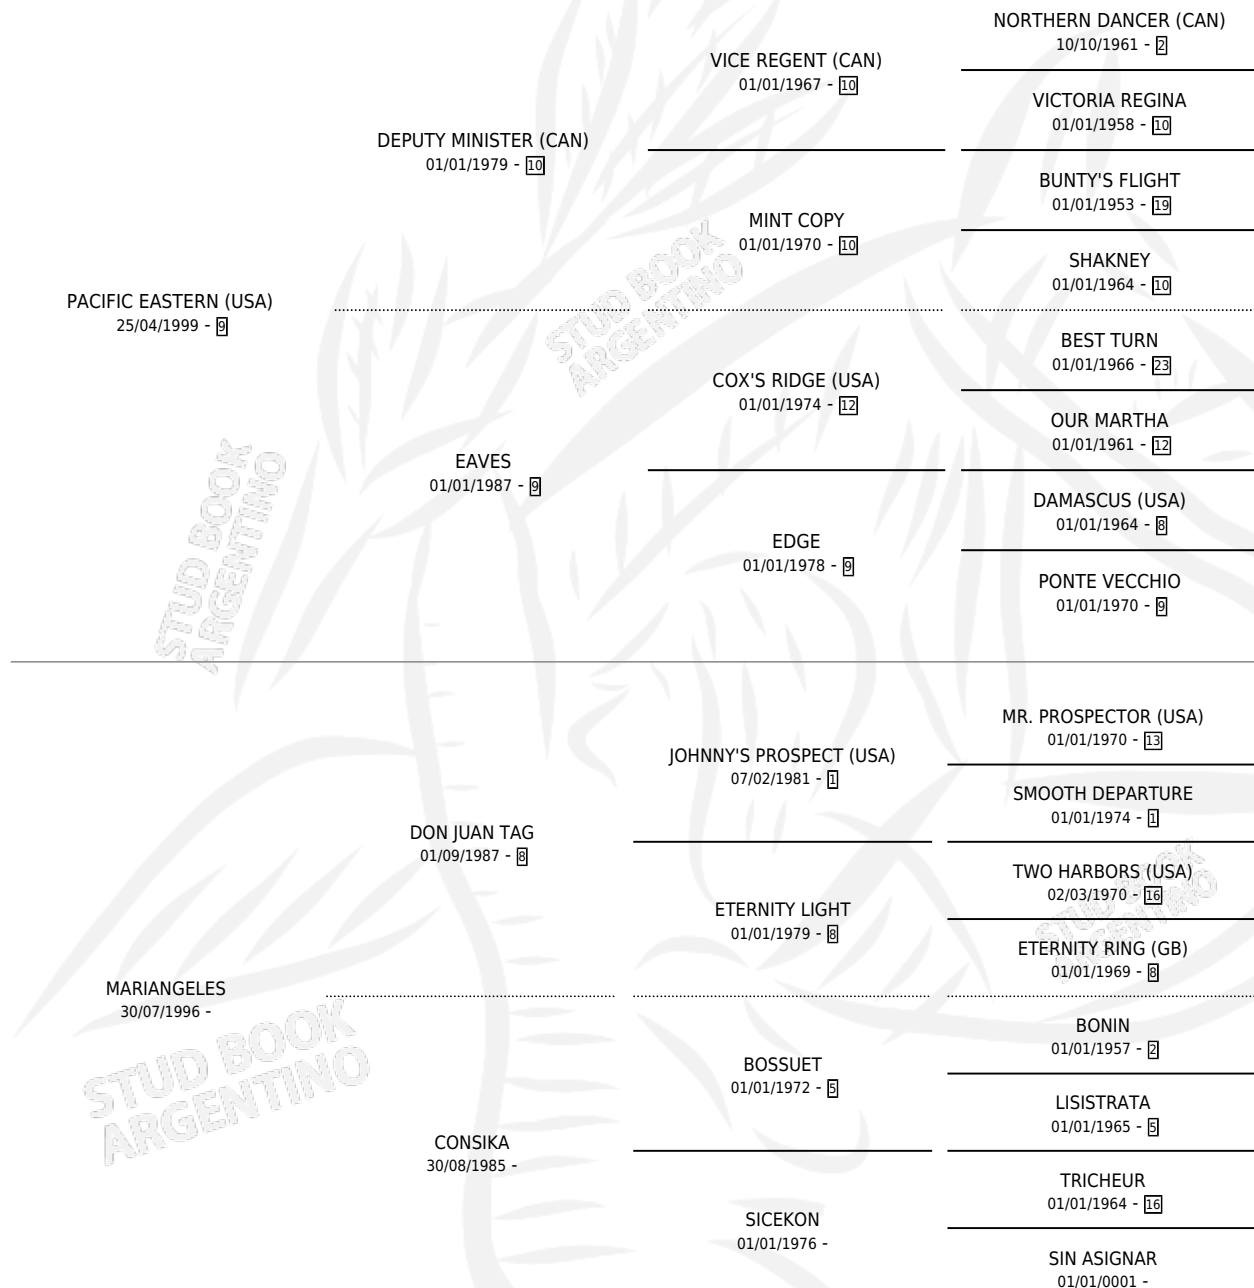 NORTHERN DANCER (CAN)
10/10/1961 - 2
VICE REGENT (CAN)
01/01/1967 - 10
VICTORIA REGINA
01/01/1958 - 10
DEPUTY MINISTER (CAN)
01/01/1979 - 10
BUNTY'S FLIGHT
01/01/1953 - 19
MINT COPY
01/01/1970 - 10
SHAKNEY
01/01/1964 - 10
PACIFIC EASTERN (USA)
25/04/1999 - 9
BEST TURN
01/01/1966 - 23
COX'S RIDGE (USA)
01/01/1974 - 12
OUR MARTHA
01/01/1961 - 12
EAVES
01/01/1987 - 9
DAMASCUS (USA)
01/01/1964 - 8
EDGE
01/01/1978 - 9
PONTE VECCHIO
01/01/1970 - 9
STUD BOOK
ARGENTINO
STUD BOOK
ARGENTINO
MR. PROSPECTOR (USA)
01/01/1970 - 13
JOHNNY'S PROSPECT (USA)
07/02/1981 - 1
SMOOTH DEPARTURE
01/01/1974 - 1
DON JUAN TAG
01/09/1987 - 8
TWO HARBORS (USA)
02/03/1970 - 16
ETERNITY LIGHT
01/01/1979 - 8
ETERNITY RING (GB)
01/01/1969 - 8
STUD BOOK
ARGENTINO
MARIANGELES
30/07/1996 -
BONIN
01/01/1957 - 2
BOSSUET
01/01/1972 - 5
LISISTRATA
01/01/1965 - 5
CONSIKA
30/08/1985 -
TRICHEUR
01/01/1964 - 16
SICEKON
01/01/1976 -
SIN ASIGNAR
01/01/0001 -
STUD BOOK
ARGENTINO